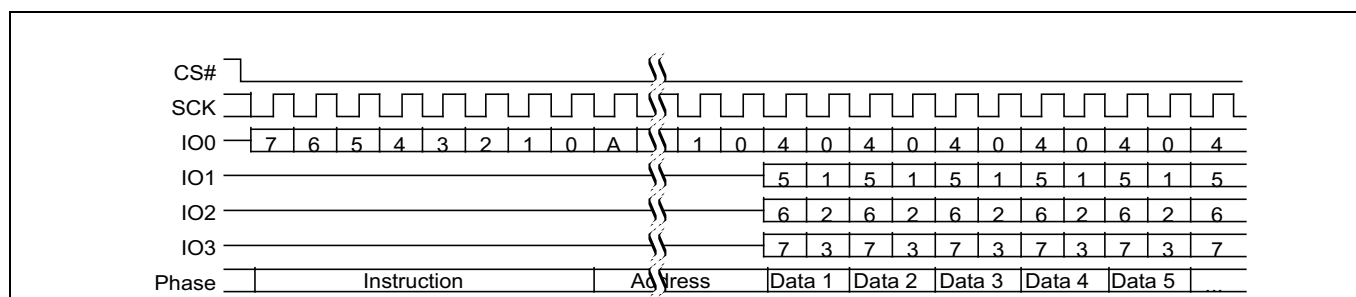 CS#
SCK
IO0 7 6 5 4 3 2 1 0 A 1 0 4 0 4 0 4 0 4 0 4 0 4
IO1 5 1 5 1 5 1 5 1 5 1 5
IO2 6 2 6 2 6 2 6 2 6 2 6
IO3 7 3 7 3 7 3 7 3 7 3 7
Phase Instruction Address Data 1 Data 2 Data 3 Data 4 Data 5 ...